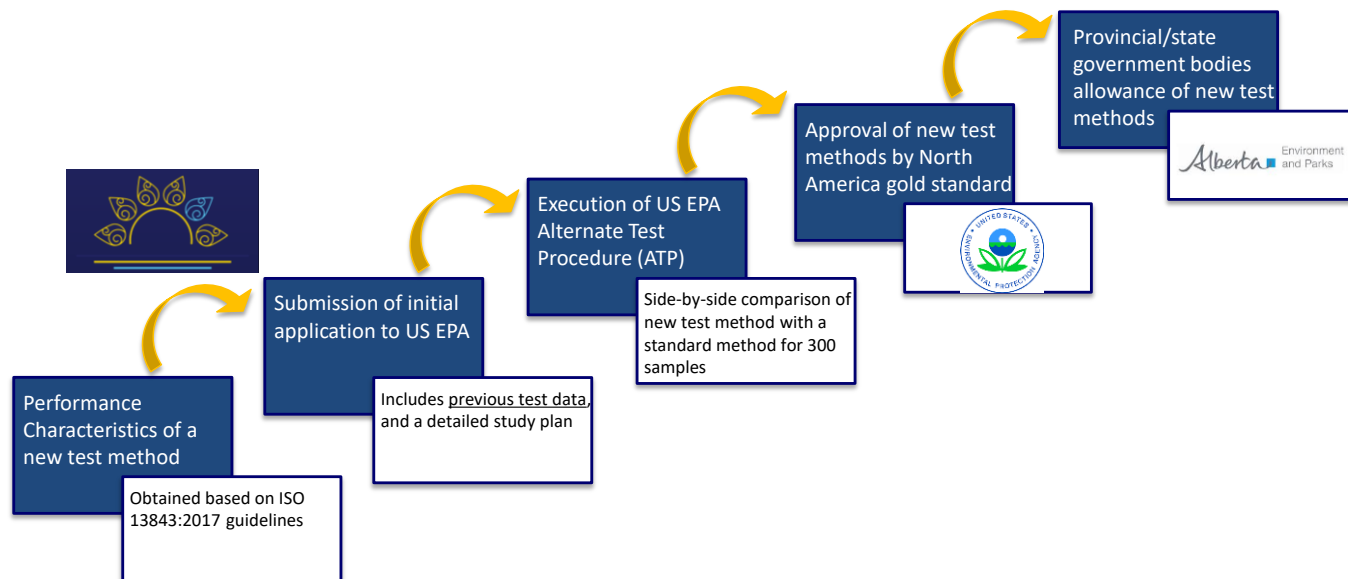 Performance
Characteristics of a
new test method
Obtained based on ISO
13843:2017 guidelines
Submission of initial
application to US EPA
Includes previous test data,
and a detailed study plan
Execution of US EPA
Alternate Test
Procedure (ATP)
Side-by-side comparison of
new test method with a
standard method for 300
samples
Approval of new test
methods by North
America gold standard
UNITED STATES
ENVIRONMENTAL PROTECTION AGENCY
Provincial/state
government bodies
allowance of new test
methods
Alberta
Environment
and Parks